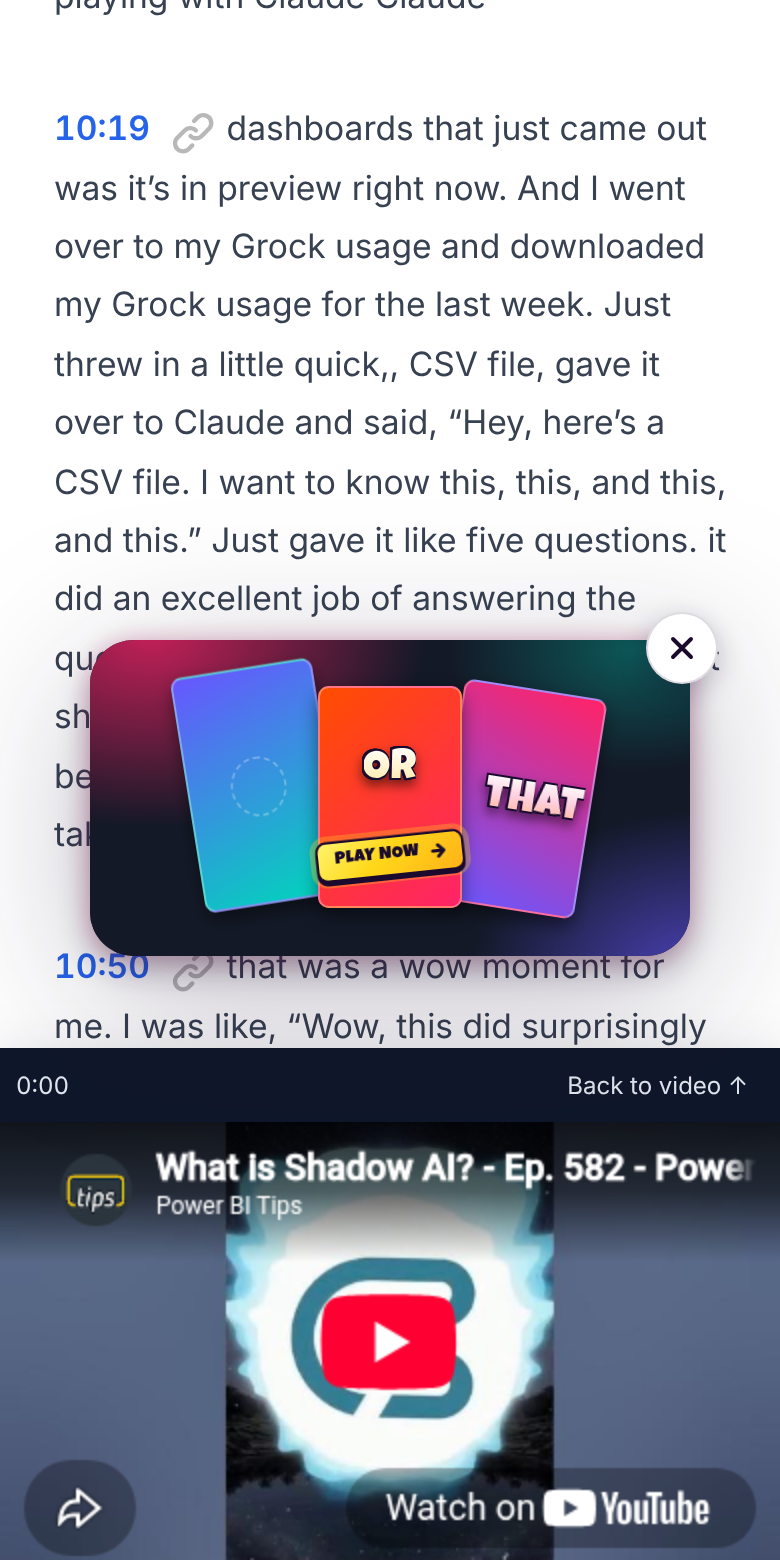 playing with Claude Claude
10:19 dashboards that just came out
was it’s in preview right now. And I went
over to my Grock usage and downloaded
my Grock usage for the last week. Just
threw in a little quick,, CSV file, gave it
over to Claude and said, “Hey, here’s a
CSV file. I want to know this, this, and this,
and this.” Just gave it like five questions. it
did an excellent job of answering the
OR
THAT
PLAY NOW →
10:50 that was a wow moment for
me. I was like, “Wow, this did surprisingly
0:00
Back to video ↑
tips
What is Shadow AI? - Ep. 582 - Power
Power BI Tips
Watch on YouTube